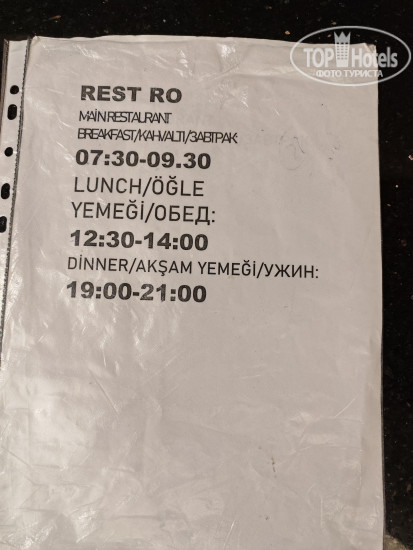 TOP Hotels
ФОТО ТУРИСТА
REST RO
MAIN RESTALRANT
BREAKFAST/KAHVALTI/ЗАВТРАК
07:30-09.30
LUNCH/ÖĞLE
YEMEĞİ/ОБЕД:
12:30-14:00
DİNNER/AKŞAM YEMEĞİ/УЖИН:
19:00-21:00